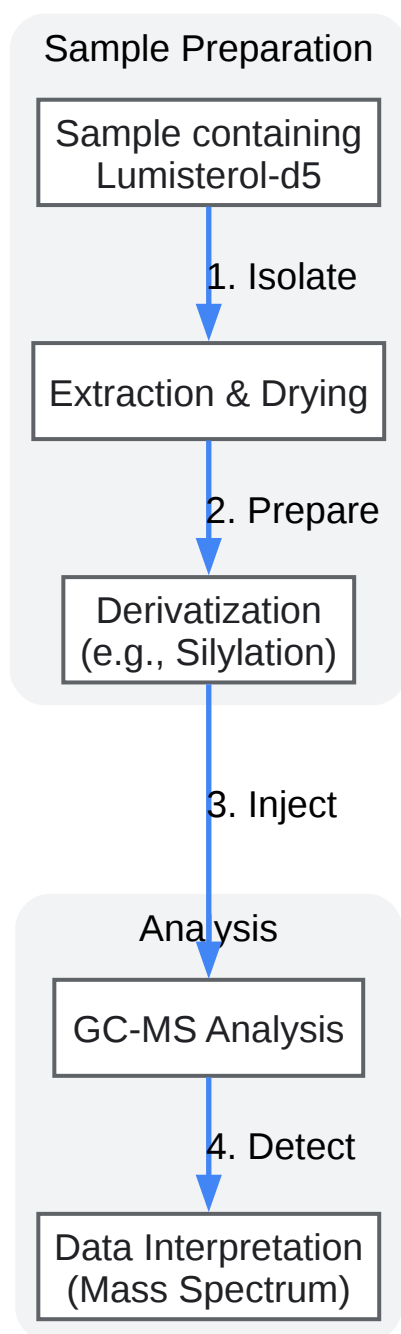 Sample Preparation
Sample containing
Lumisterol-d5
1. Isolate
Extraction & Drying
2. Prepare
Derivatization
(e.g., Silylation)
3. Inject
Analysis
GC-MS Analysis
4. Detect
Data Interpretation
(Mass Spectrum)